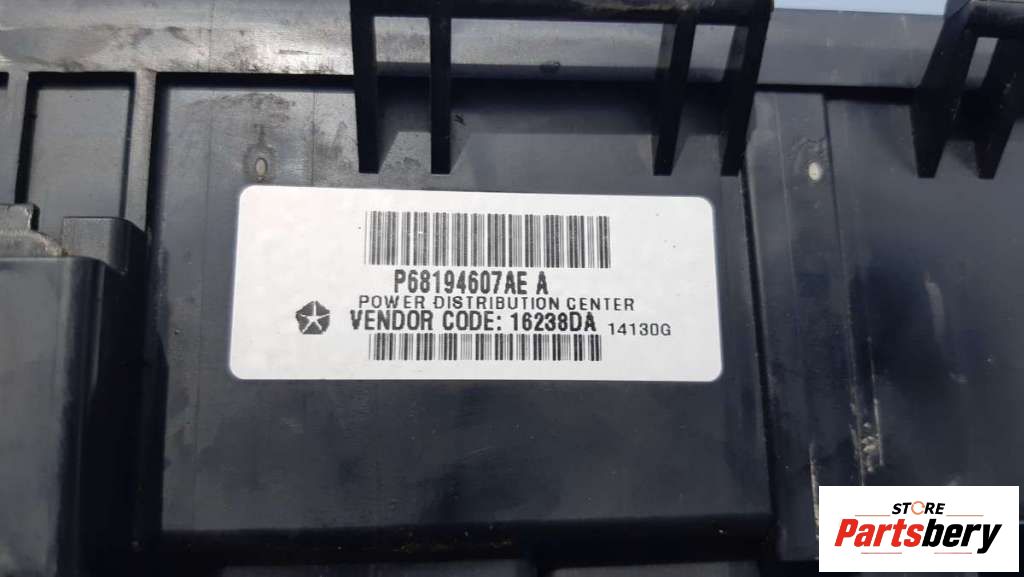 P68194607AE A
POWER DISTRIBUTION CENTER
VENDOR CODE: 16238DA 14130G
STORE
Partsbery